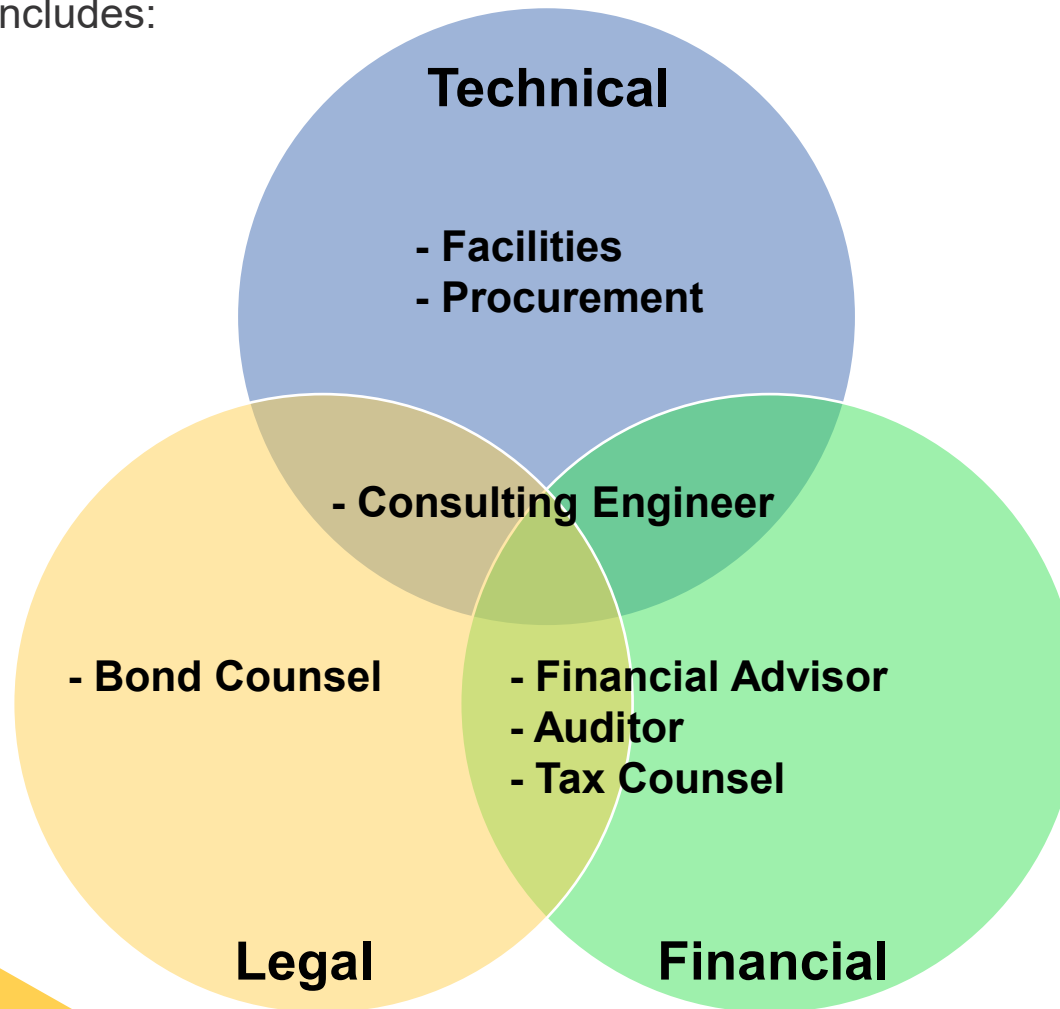 ncludes:
Technical
- Facilities
- Procurement
- Consulting Engineer
- Bond Counsel
- Financial Advisor
- Auditor
- Tax Counsel
Legal
Financial